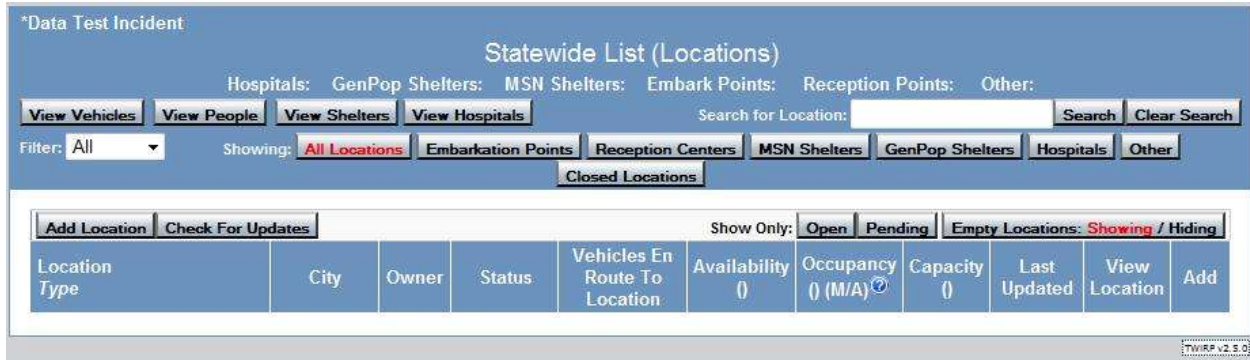 *Data Test Incident
Statewide List (Locations)
Hospitals: GenPop Shelters: MSN Shelters: Embark Points: Reception Points: Other:
View Vehicles View People View Shelters View Hospitals Search for Location: Search Clear Search
Filter: All Showing: All Locations Embarkation Points Reception Centers MSN Shelters GenPop Shelters Hospitals Other
Closed Locations
Add Location Check For Updates Show Only: Open Pending Empty Locations: Showing / Hiding
Location Type City Owner Status Vehicles En Route To Location Availability () Occupancy () (M/A) ? Capacity () Last Updated View Location Add
TWIRP v2.5.0